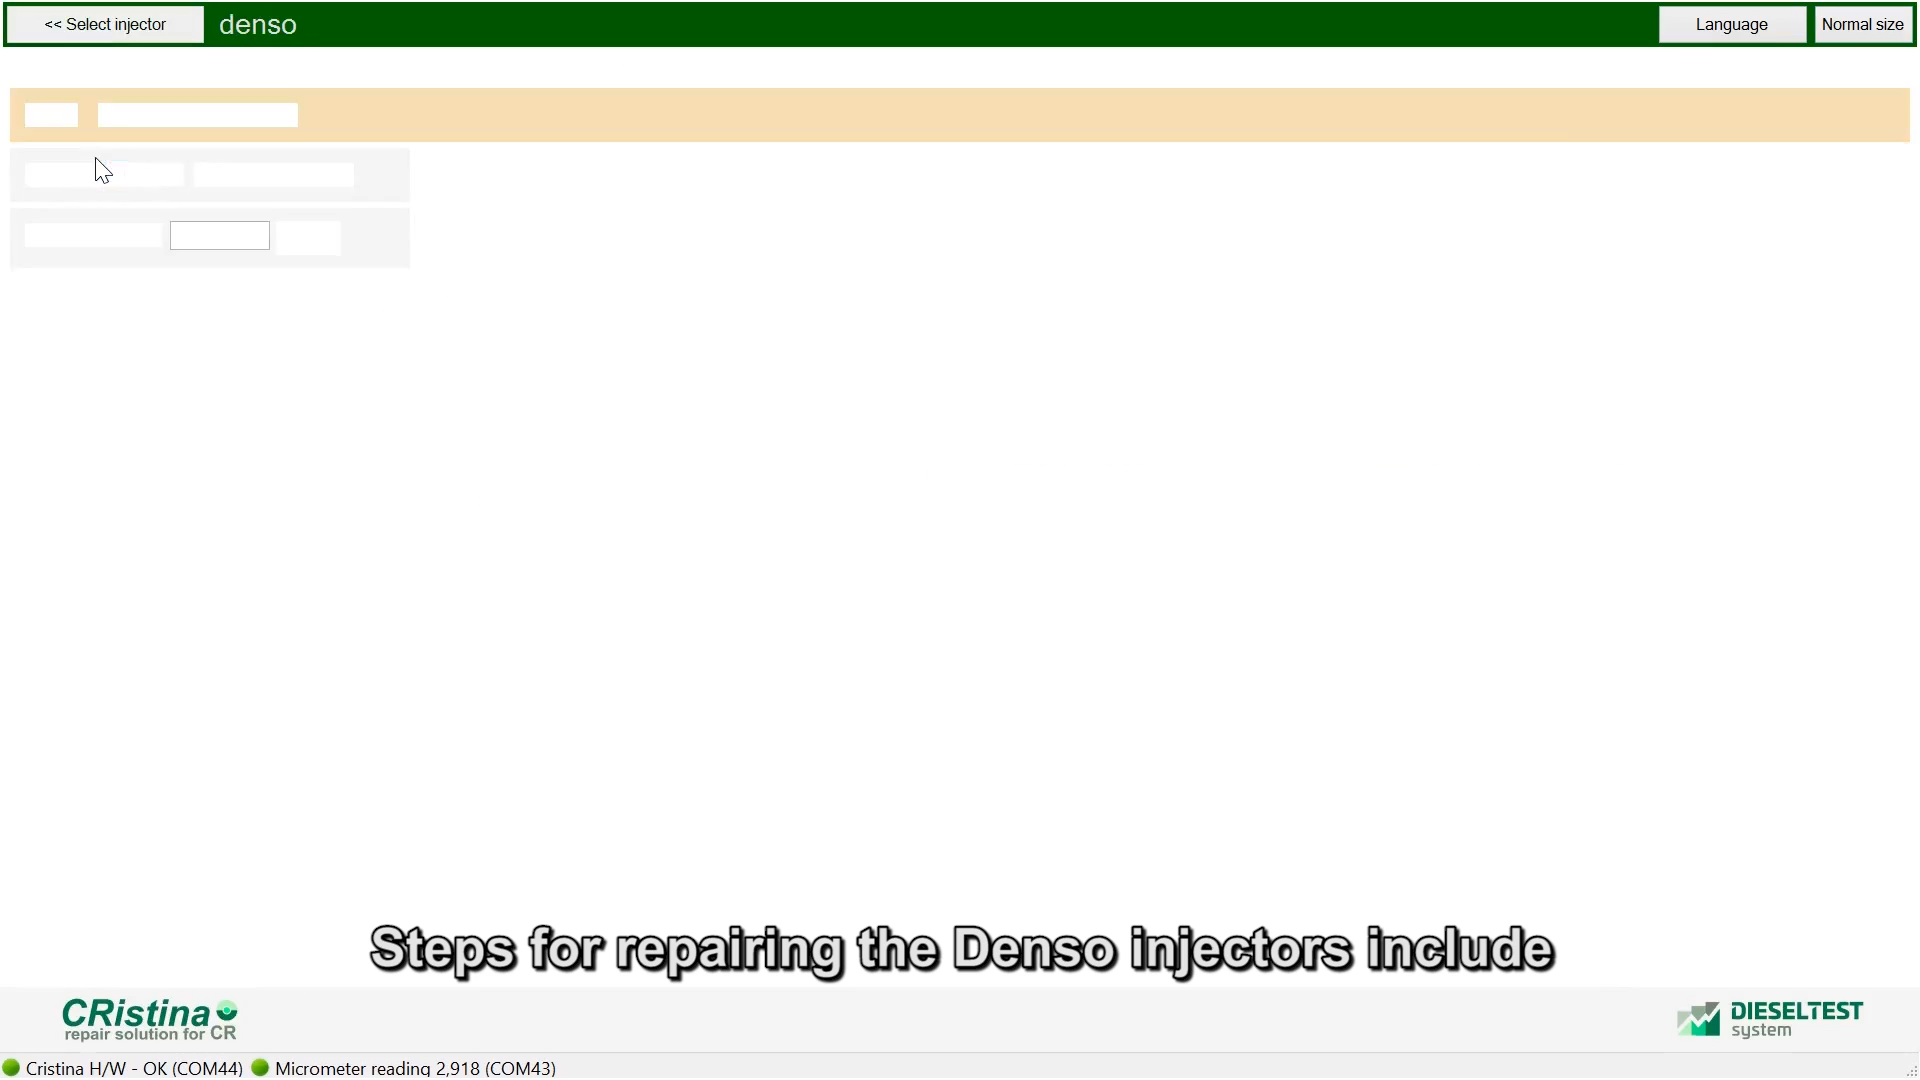 << Select injector
denso
Language
Normal size
Steps for repairing the Denso injectors include
CRistina
repair solution for CR
DIESELTEST
system
Cristina H/W - OK (COM44)
Micrometer reading 2,918 (COM43)